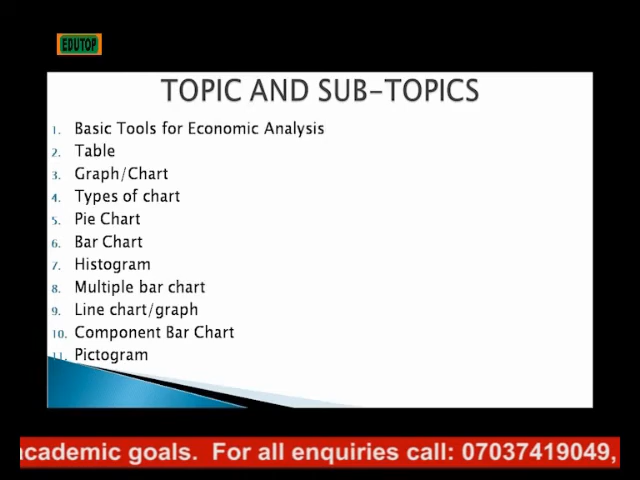 EDUTOP
TOPIC AND SUB-TOPICS
1. Basic Tools for Economic Analysis
2. Table
3. Graph/Chart
4. Types of chart
5. Pie Chart
6. Bar Chart
7. Histogram
8. Multiple bar chart
9. Line chart/graph
10. Component Bar Chart
11. Pictogram
academic goals. For all enquiries call: 07037419049,